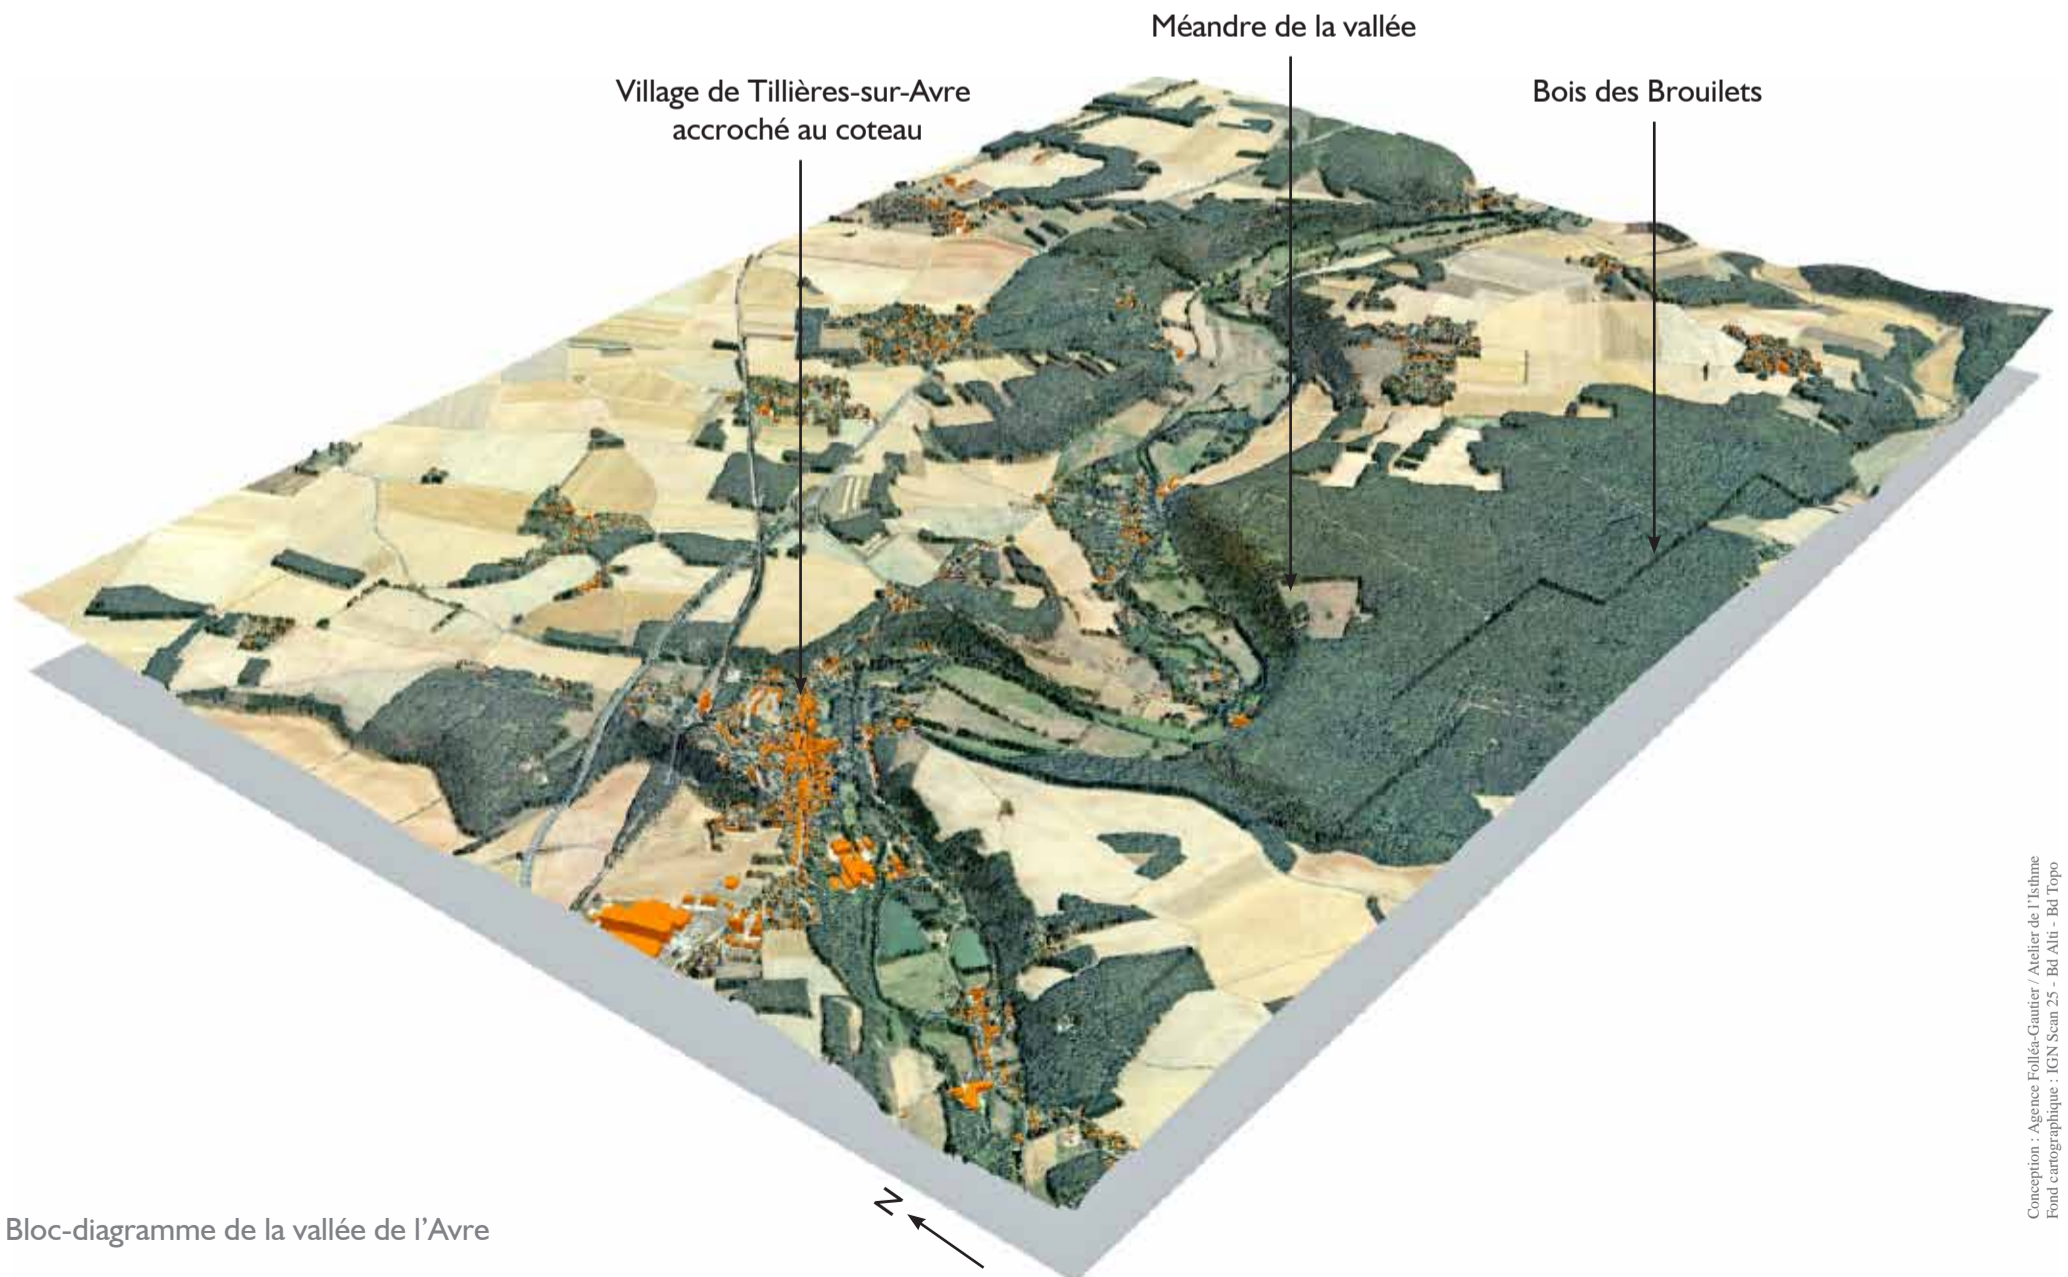 Méandre de la vallée
Village de Tillières-sur-Avre
accroché au coteau
Bois des Brouilets
N
Bloc-diagramme de la vallée de l'Avre
Conception : Agence Folléa-Gautier / Atelier de l'Isthme
Fond cartographique : IGN Scan 25 - Bd Alti - Bd Topo